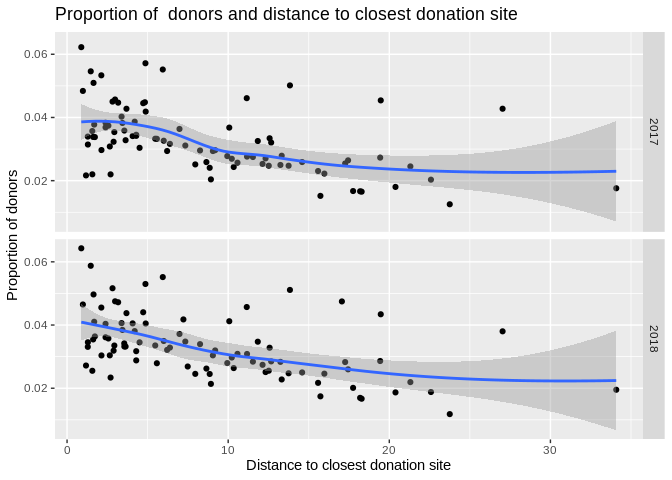 Proportion of  donors and distance to closest donation site
0.06
0.04
0.02
2017
Proportion of donors
0.06
0.04
0.02
2018
0 10 20 30
Distance to closest donation site